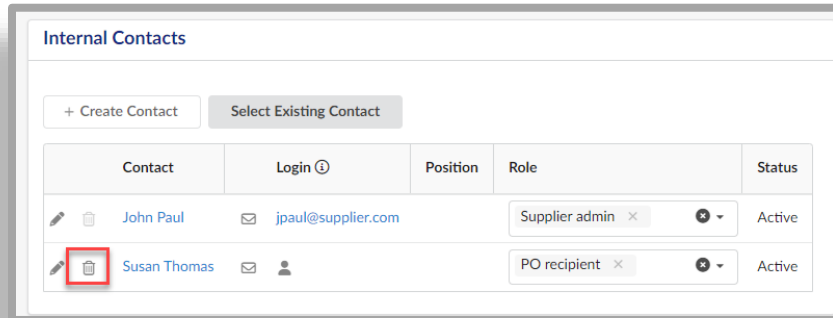 Internal Contacts
+ Create Contact Select Existing Contact
Contact Login Position Role Status
John Paul jpaul@supplier.com Supplier admin × Active
Susan Thomas PO recipient × Active